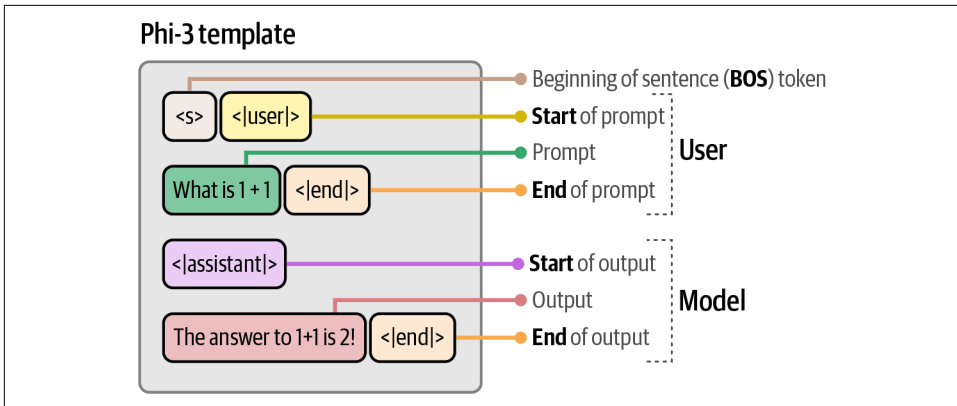 Phi-3 template
Beginning of sentence (BOS) token
<s> <|user|> Start of prompt
Prompt
User
What is 1 + 1 <|end|> End of prompt
<|assistant|> Start of output
Output
Model
The answer to 1+1 is 2! <|end|> End of output